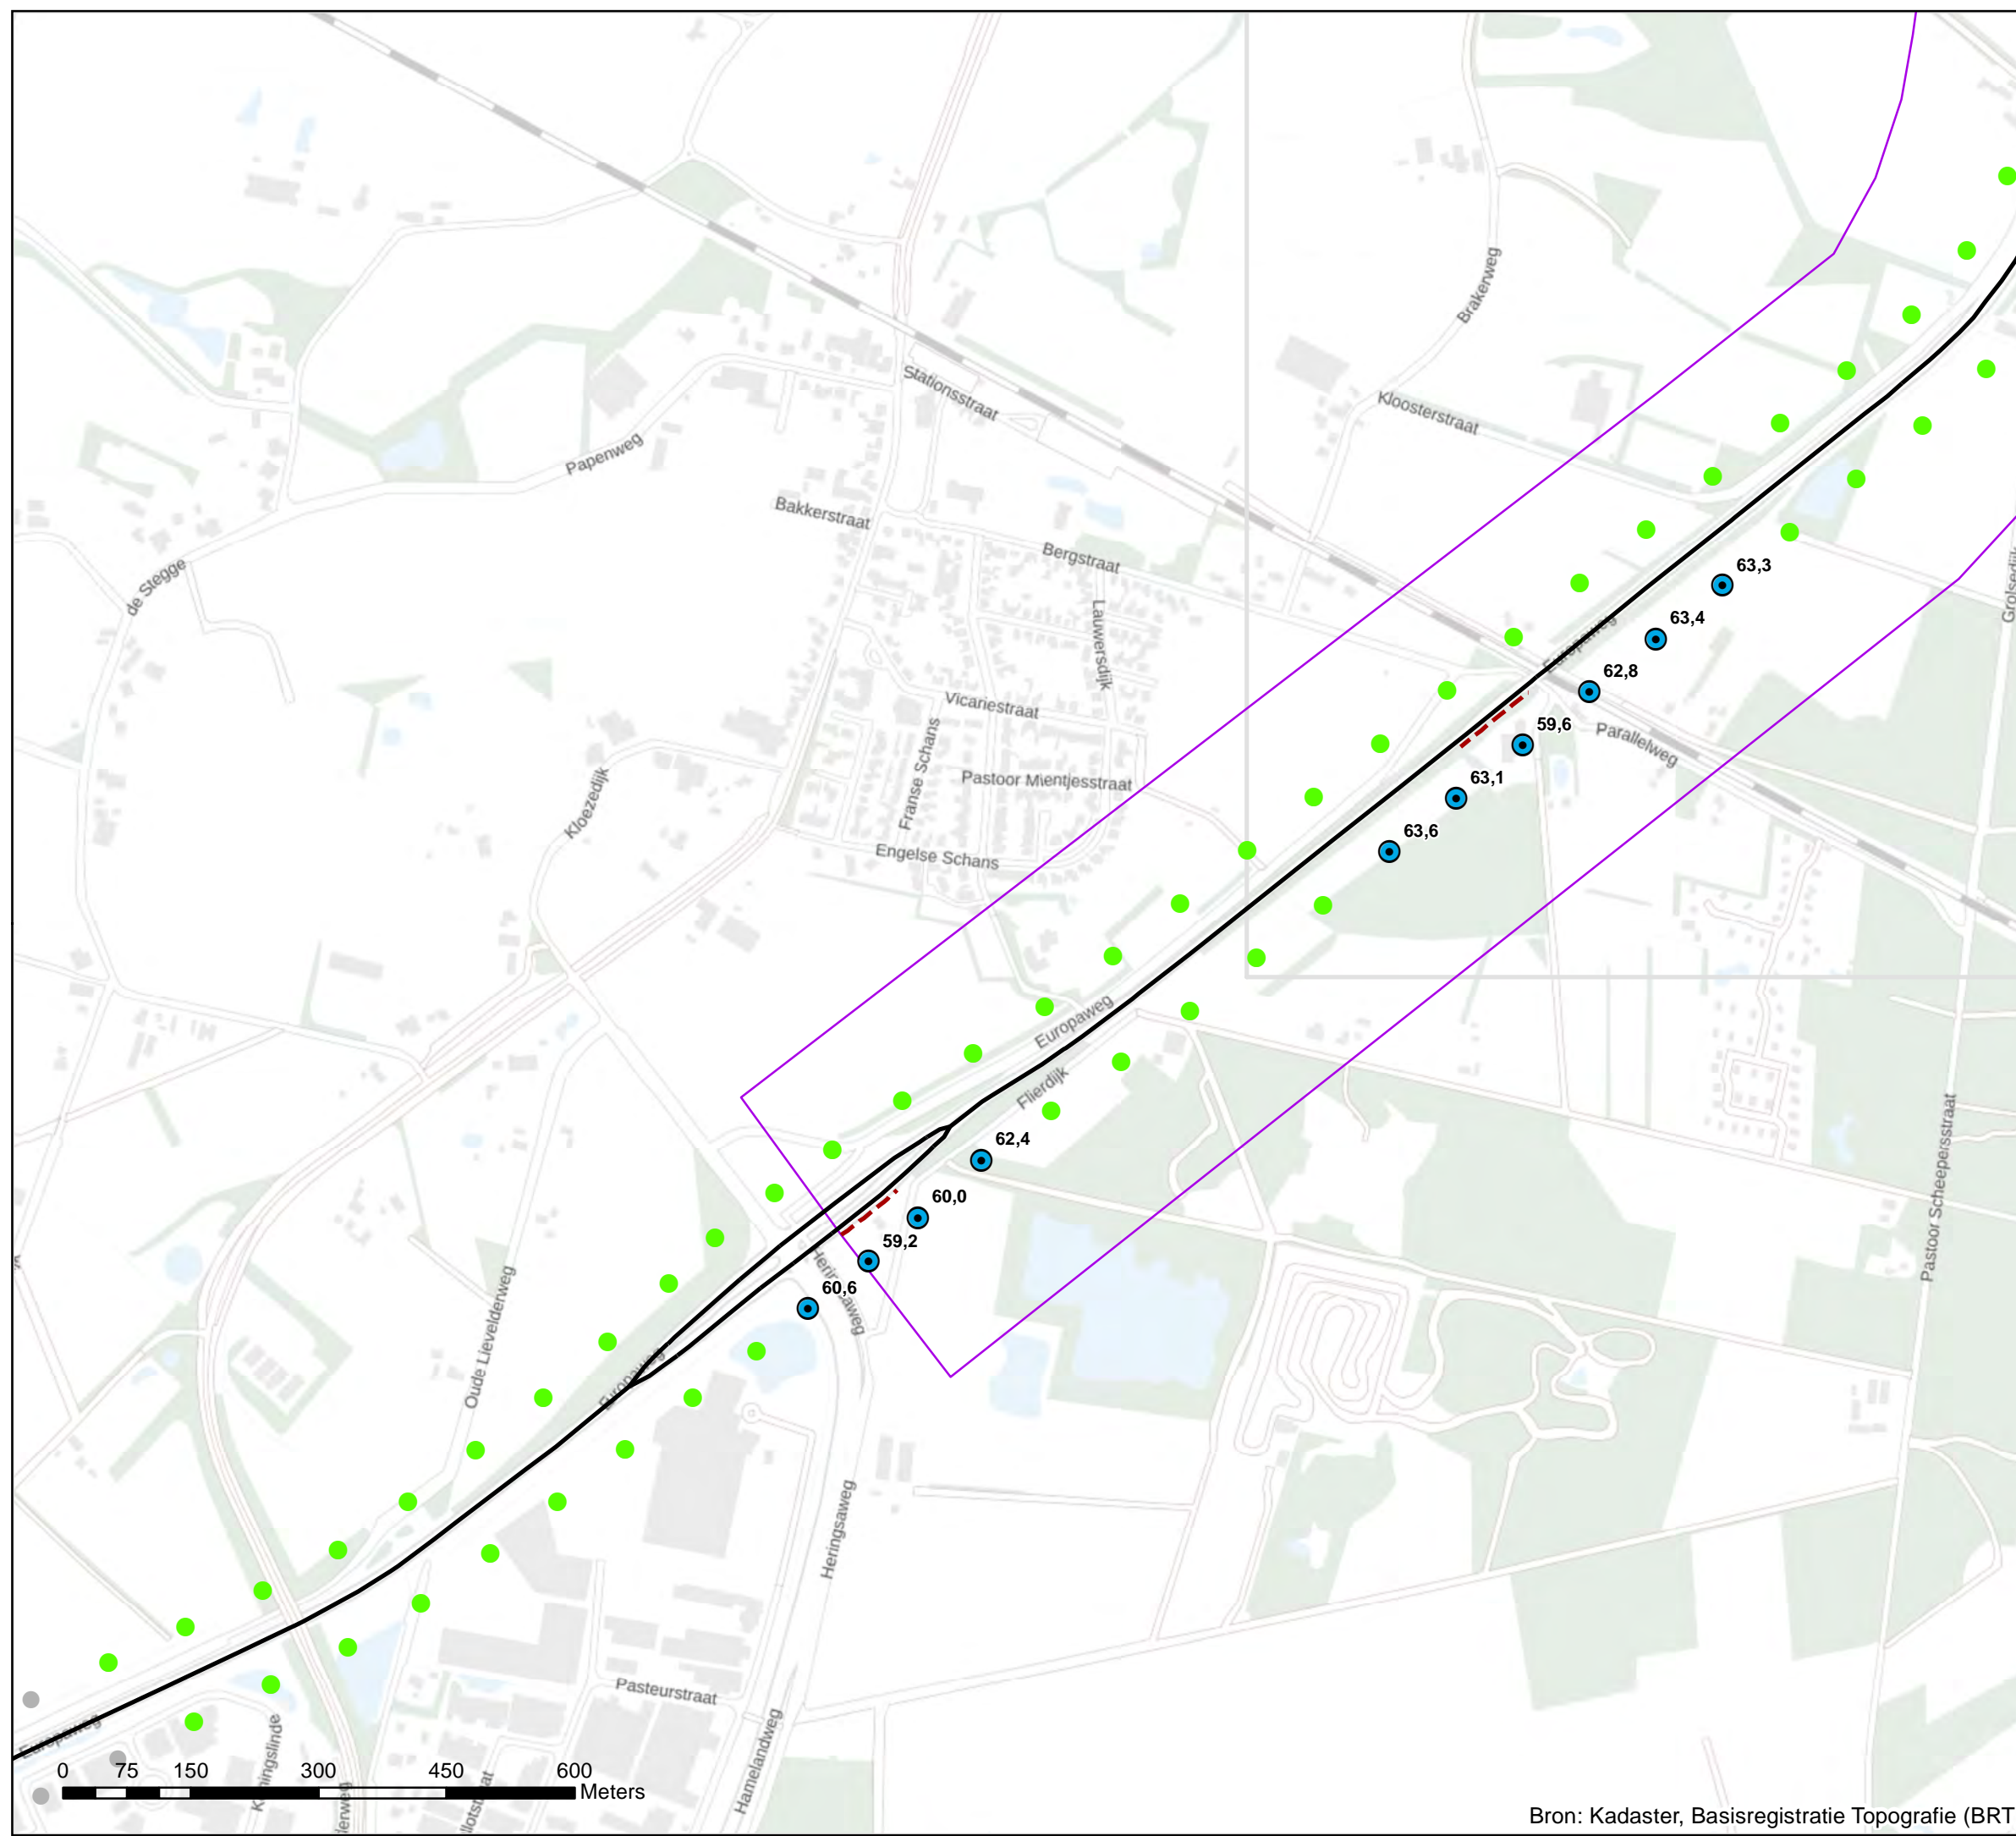 Brakerweg
Stationsstraat
Kloosterstraat
Papenweg
Bakkerstraat
Bergstraat
de Stegge
Lauwersdijk
63,3
63,4
Europaweg
62,8
Vicariestraat
59,6
Parallelweg
Franse Schans
Pastoor Mientjesstraat
63,1
Kloezedijk
63,6
Engelse Schans
Europaweg
Flierdijk
62,4
60,0
59,2
60,6
Heringsaweg
Pastoor Scheepersstraat
Oude Lievelderweg
Europaweg
Heringsaweg
Pasteurstraat
Europaweg
Hamelandweg
0 75 150 300 450 600
Meters
Bron: Kadaster, Basisregistratie Topografie (BRT